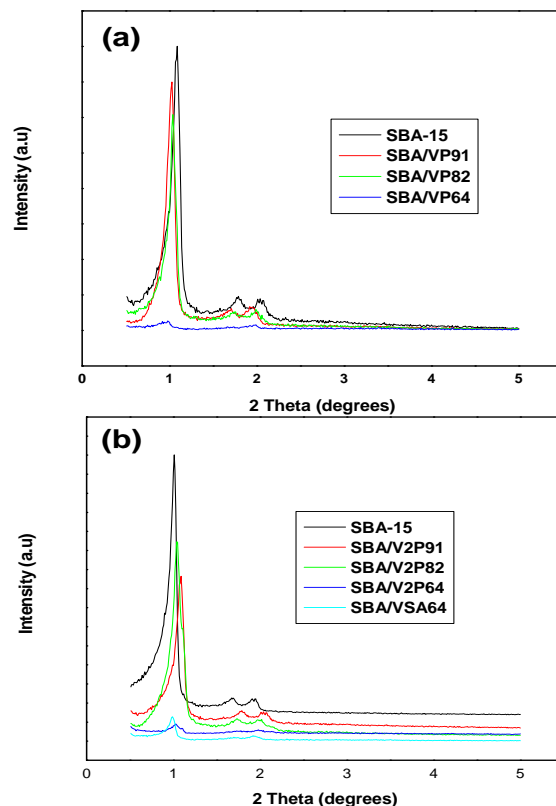 (a)
Intensity (a.u)
SBA-15
SBA/VP91
SBA/VP82
SBA/VP64
0 1 2 3 4 5
2 Theta (degrees)
(b)
Intensity (a.u)
SBA-15
SBA/V2P91
SBA/V2P82
SBA/V2P64
SBA/VSA64
0 1 2 3 4 5
2 Theta (degrees)